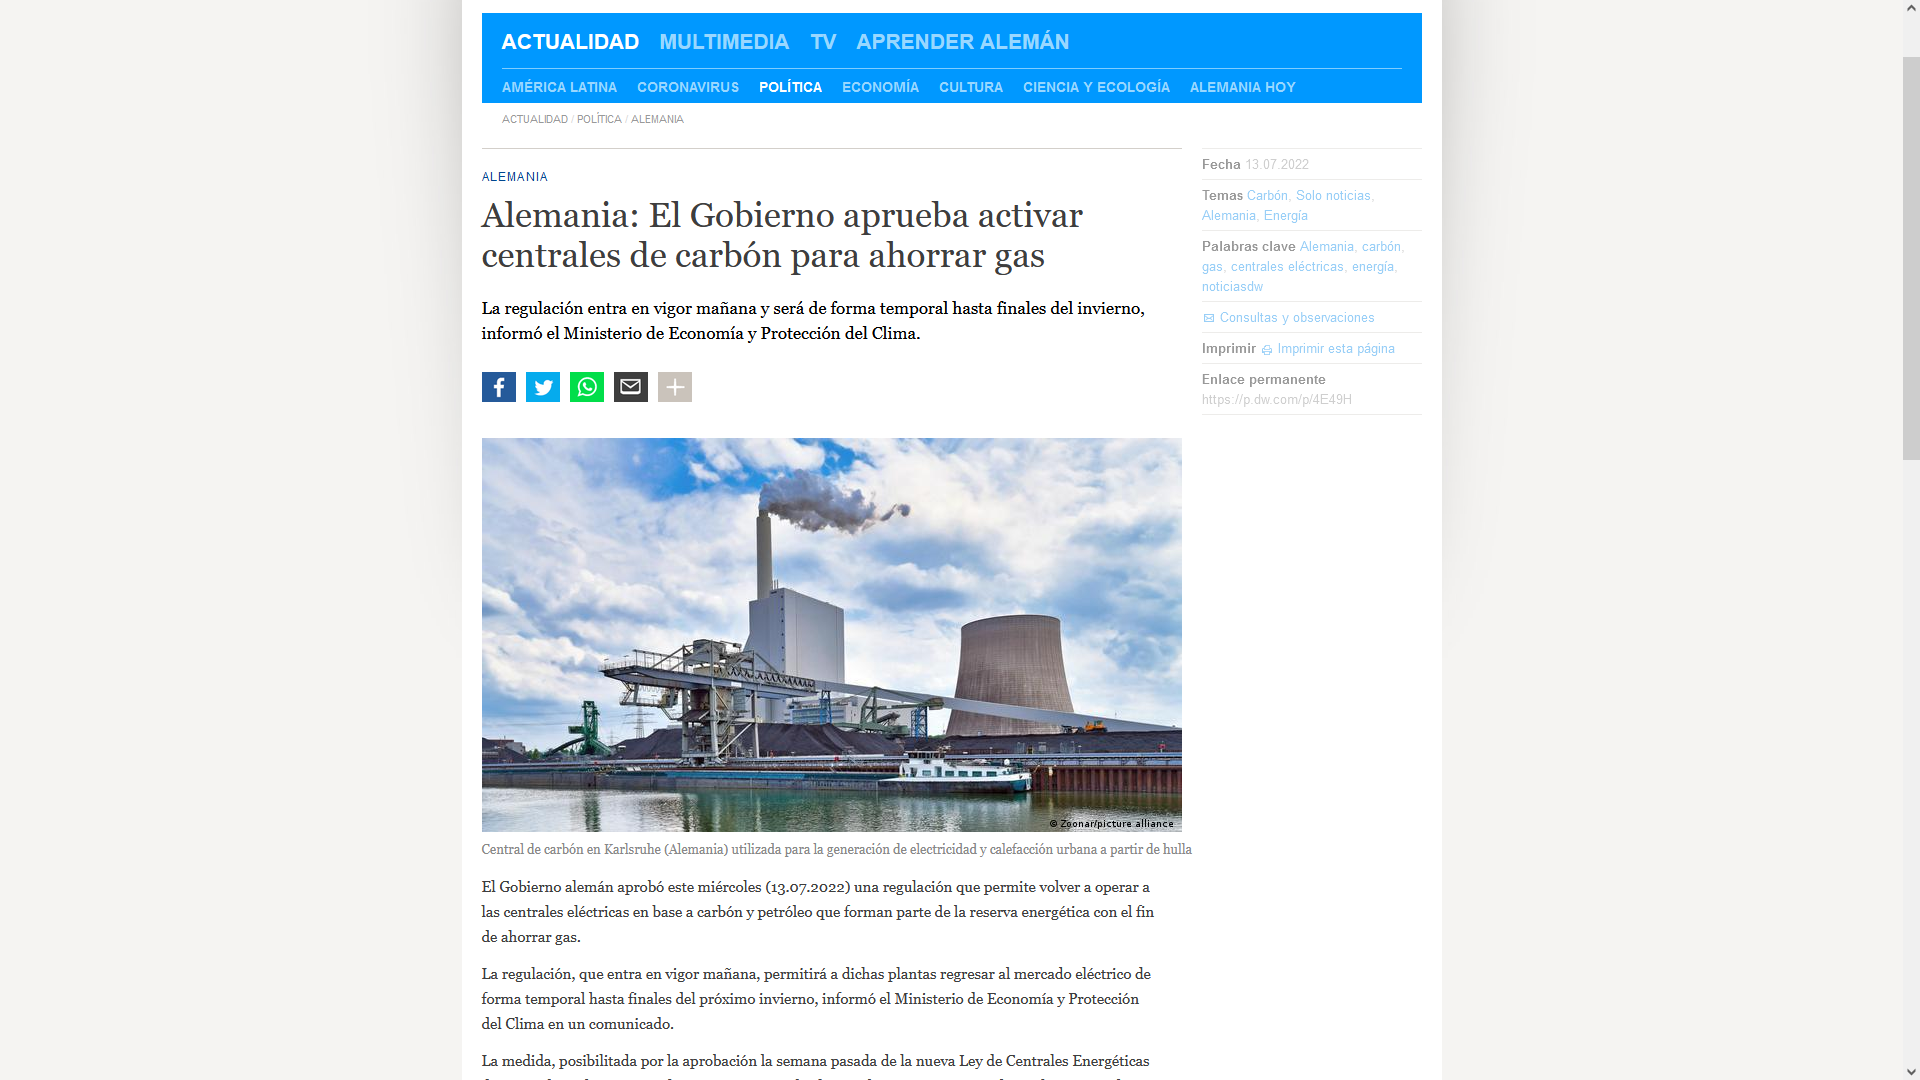 ACTUALIDAD MULTIMEDIA TV APRENDER ALEMÁN
AMÉRICA LATINA CORONAVIRUS POLÍTICA ECONOMÍA CULTURA CIENCIA Y ECOLOGÍA ALEMANIA HOY
ACTUALIDAD / POLÍTICA / ALEMANIA
ALEMANIA
Alemania: El Gobierno aprueba activar
centrales de carbón para ahorrar gas
La regulación entra en vigor mañana y será de forma temporal hasta finales del invierno,
informó el Ministerio de Economía y Protección del Clima.
© Zoonar/picture alliance
Central de carbón en Karlsruhe (Alemania) utilizada para la generación de electricidad y calefacción urbana a partir de hulla
El Gobierno alemán aprobó este miércoles (13.07.2022) una regulación que permite volver a operar a
las centrales eléctricas en base a carbón y petróleo que forman parte de la reserva energética con el fin
de ahorrar gas.
La regulación, que entra en vigor mañana, permitirá a dichas plantas regresar al mercado eléctrico de
forma temporal hasta finales del próximo invierno, informó el Ministerio de Economía y Protección
del Clima en un comunicado.
La medida, posibilitada por la aprobación la semana pasada de la nueva Ley de Centrales Energéticas
Fecha 13.07.2022
Temas Carbón, Solo noticias,
Alemania, Energía
Palabras clave Alemania, carbón,
gas, centrales eléctricas, energía,
noticiasdw
Consultas y observaciones
Imprimir Imprimir esta página
Enlace permanente
https://p.dw.com/p/4E49H